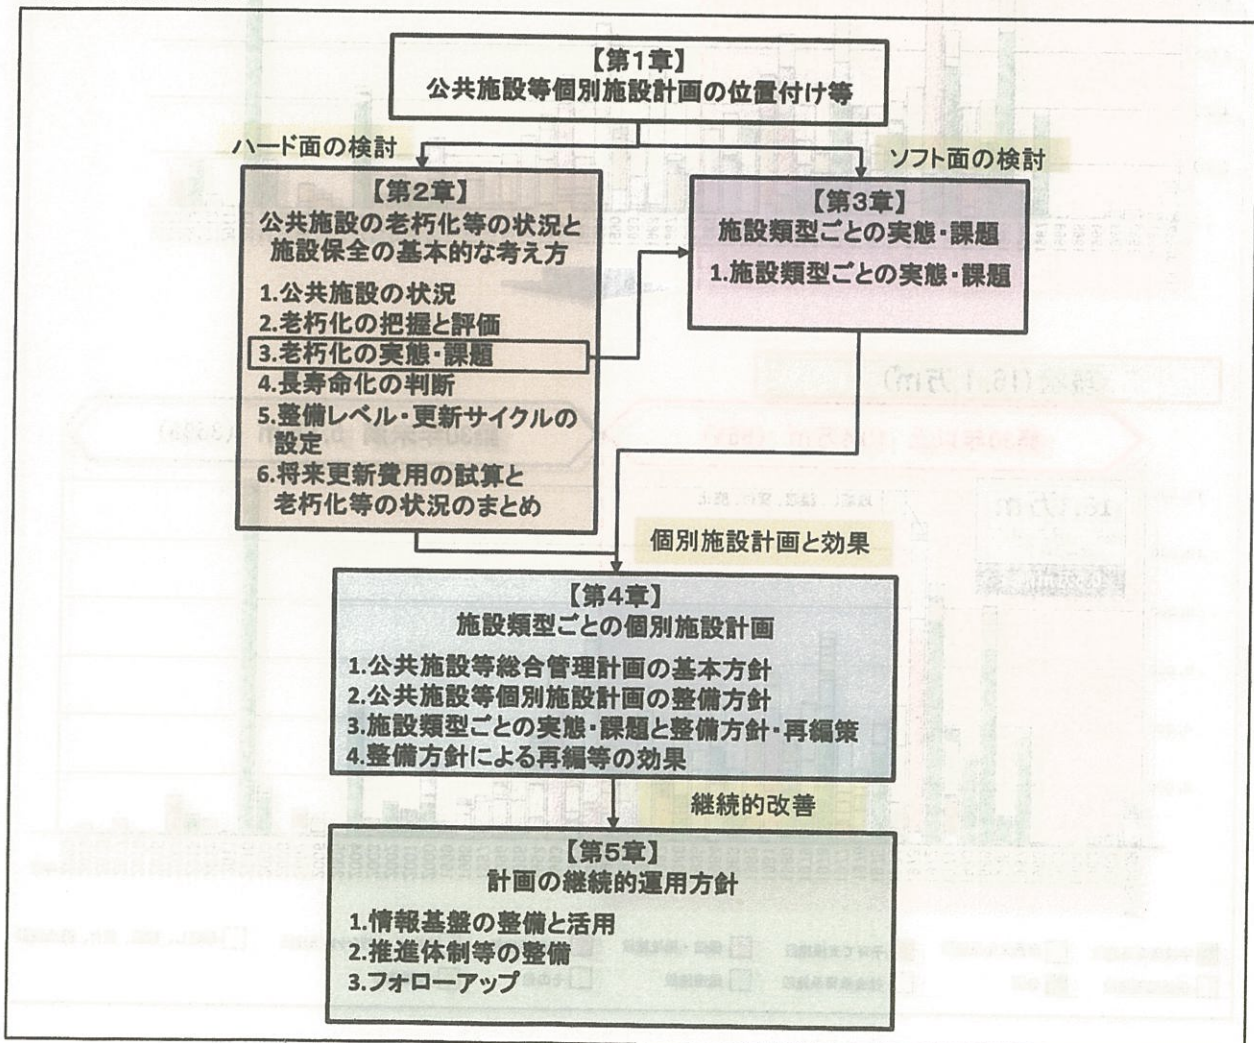 【第1章】
公共施設等個別施設計画の位置付け等
ハード面の検討
ソフト面の検討
【第2章】
公共施設の老朽化等の状況と
施設保全の基本的な考え方
1.公共施設の状況
2.老朽化の把握と評価
3.老朽化の実態・課題
4.長寿命化の判断
5.整備レベル・更新サイクルの
設定
6.将来更新費用の試算と
老朽化等の状況のまとめ
【第3章】
施設類型ごとの実態・課題
1.施設類型ごとの実態・課題
個別施設計画と効果
【第4章】
施設類型ごとの個別施設計画
1.公共施設等総合管理計画の基本方針
2.公共施設等個別施設計画の整備方針
3.施設類型ごとの実態・課題と整備方針・再編策
4.整備方針による再編等の効果
継続的改善
【第5章】
計画の継続的運用方針
1.情報基盤の整備と活用
2.推進体制等の整備
3.フォローアップ